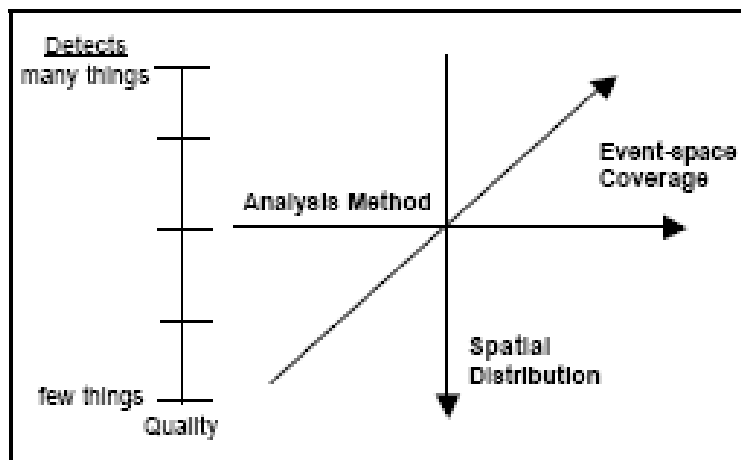 Detects
many things
few things
Quality
Analysis Method
Event-space
Coverage
Spatial
Distribution